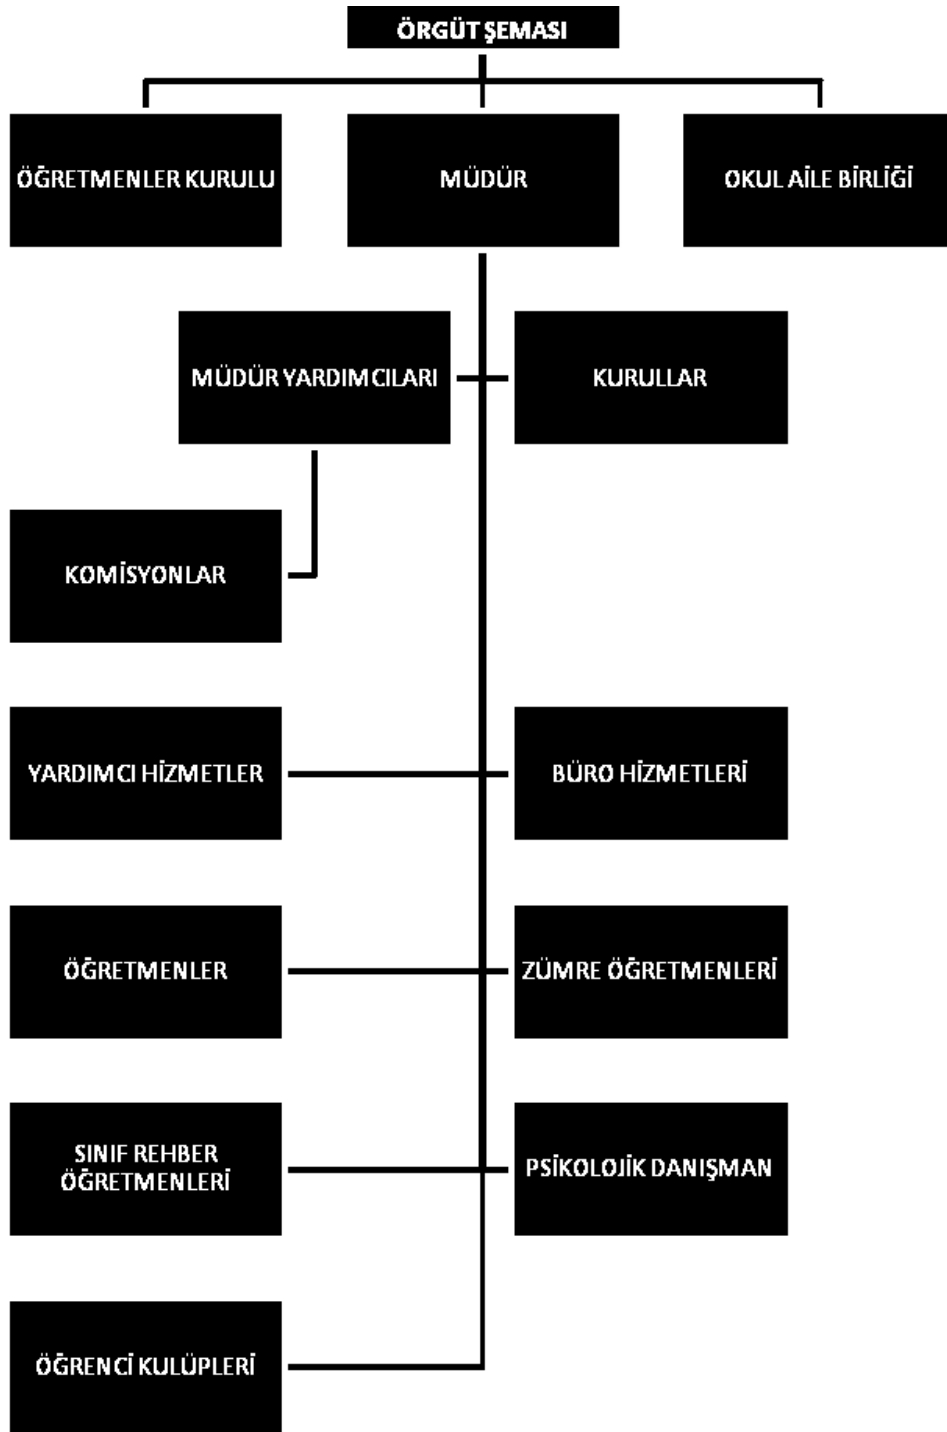 ÖRGÜT ŞEMASI
ÖĞRETMENLER KURULU
MÜDÜR
OKUL AİLE BİRLİĞİ
MÜDÜR YARDIMCILARI
KURULLAR
KOMİSYONLAR
YARDIMCI HİZMETLER
BÜRO HİZMETLERİ
ÖĞRETMENLER
ZÜMRE ÖĞRETMENLERİ
SINIF REHBER
ÖĞRETMENLERİ
PSİKOLOJİK DANIŞMAN
ÖĞRENCİ KULÜPLERİ